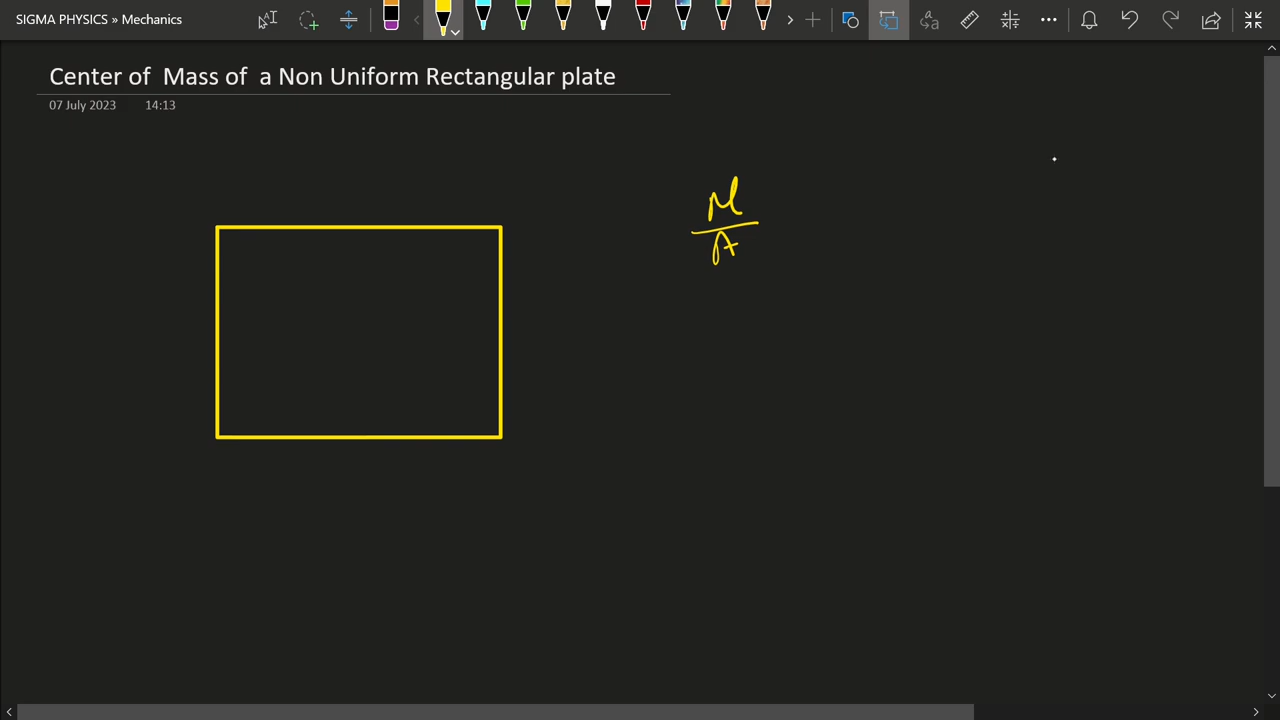 SIGMA PHYSICS » Mechanics
Center of Mass of a Non Uniform Rectangular plate
07 July 2023 14:13
M
A